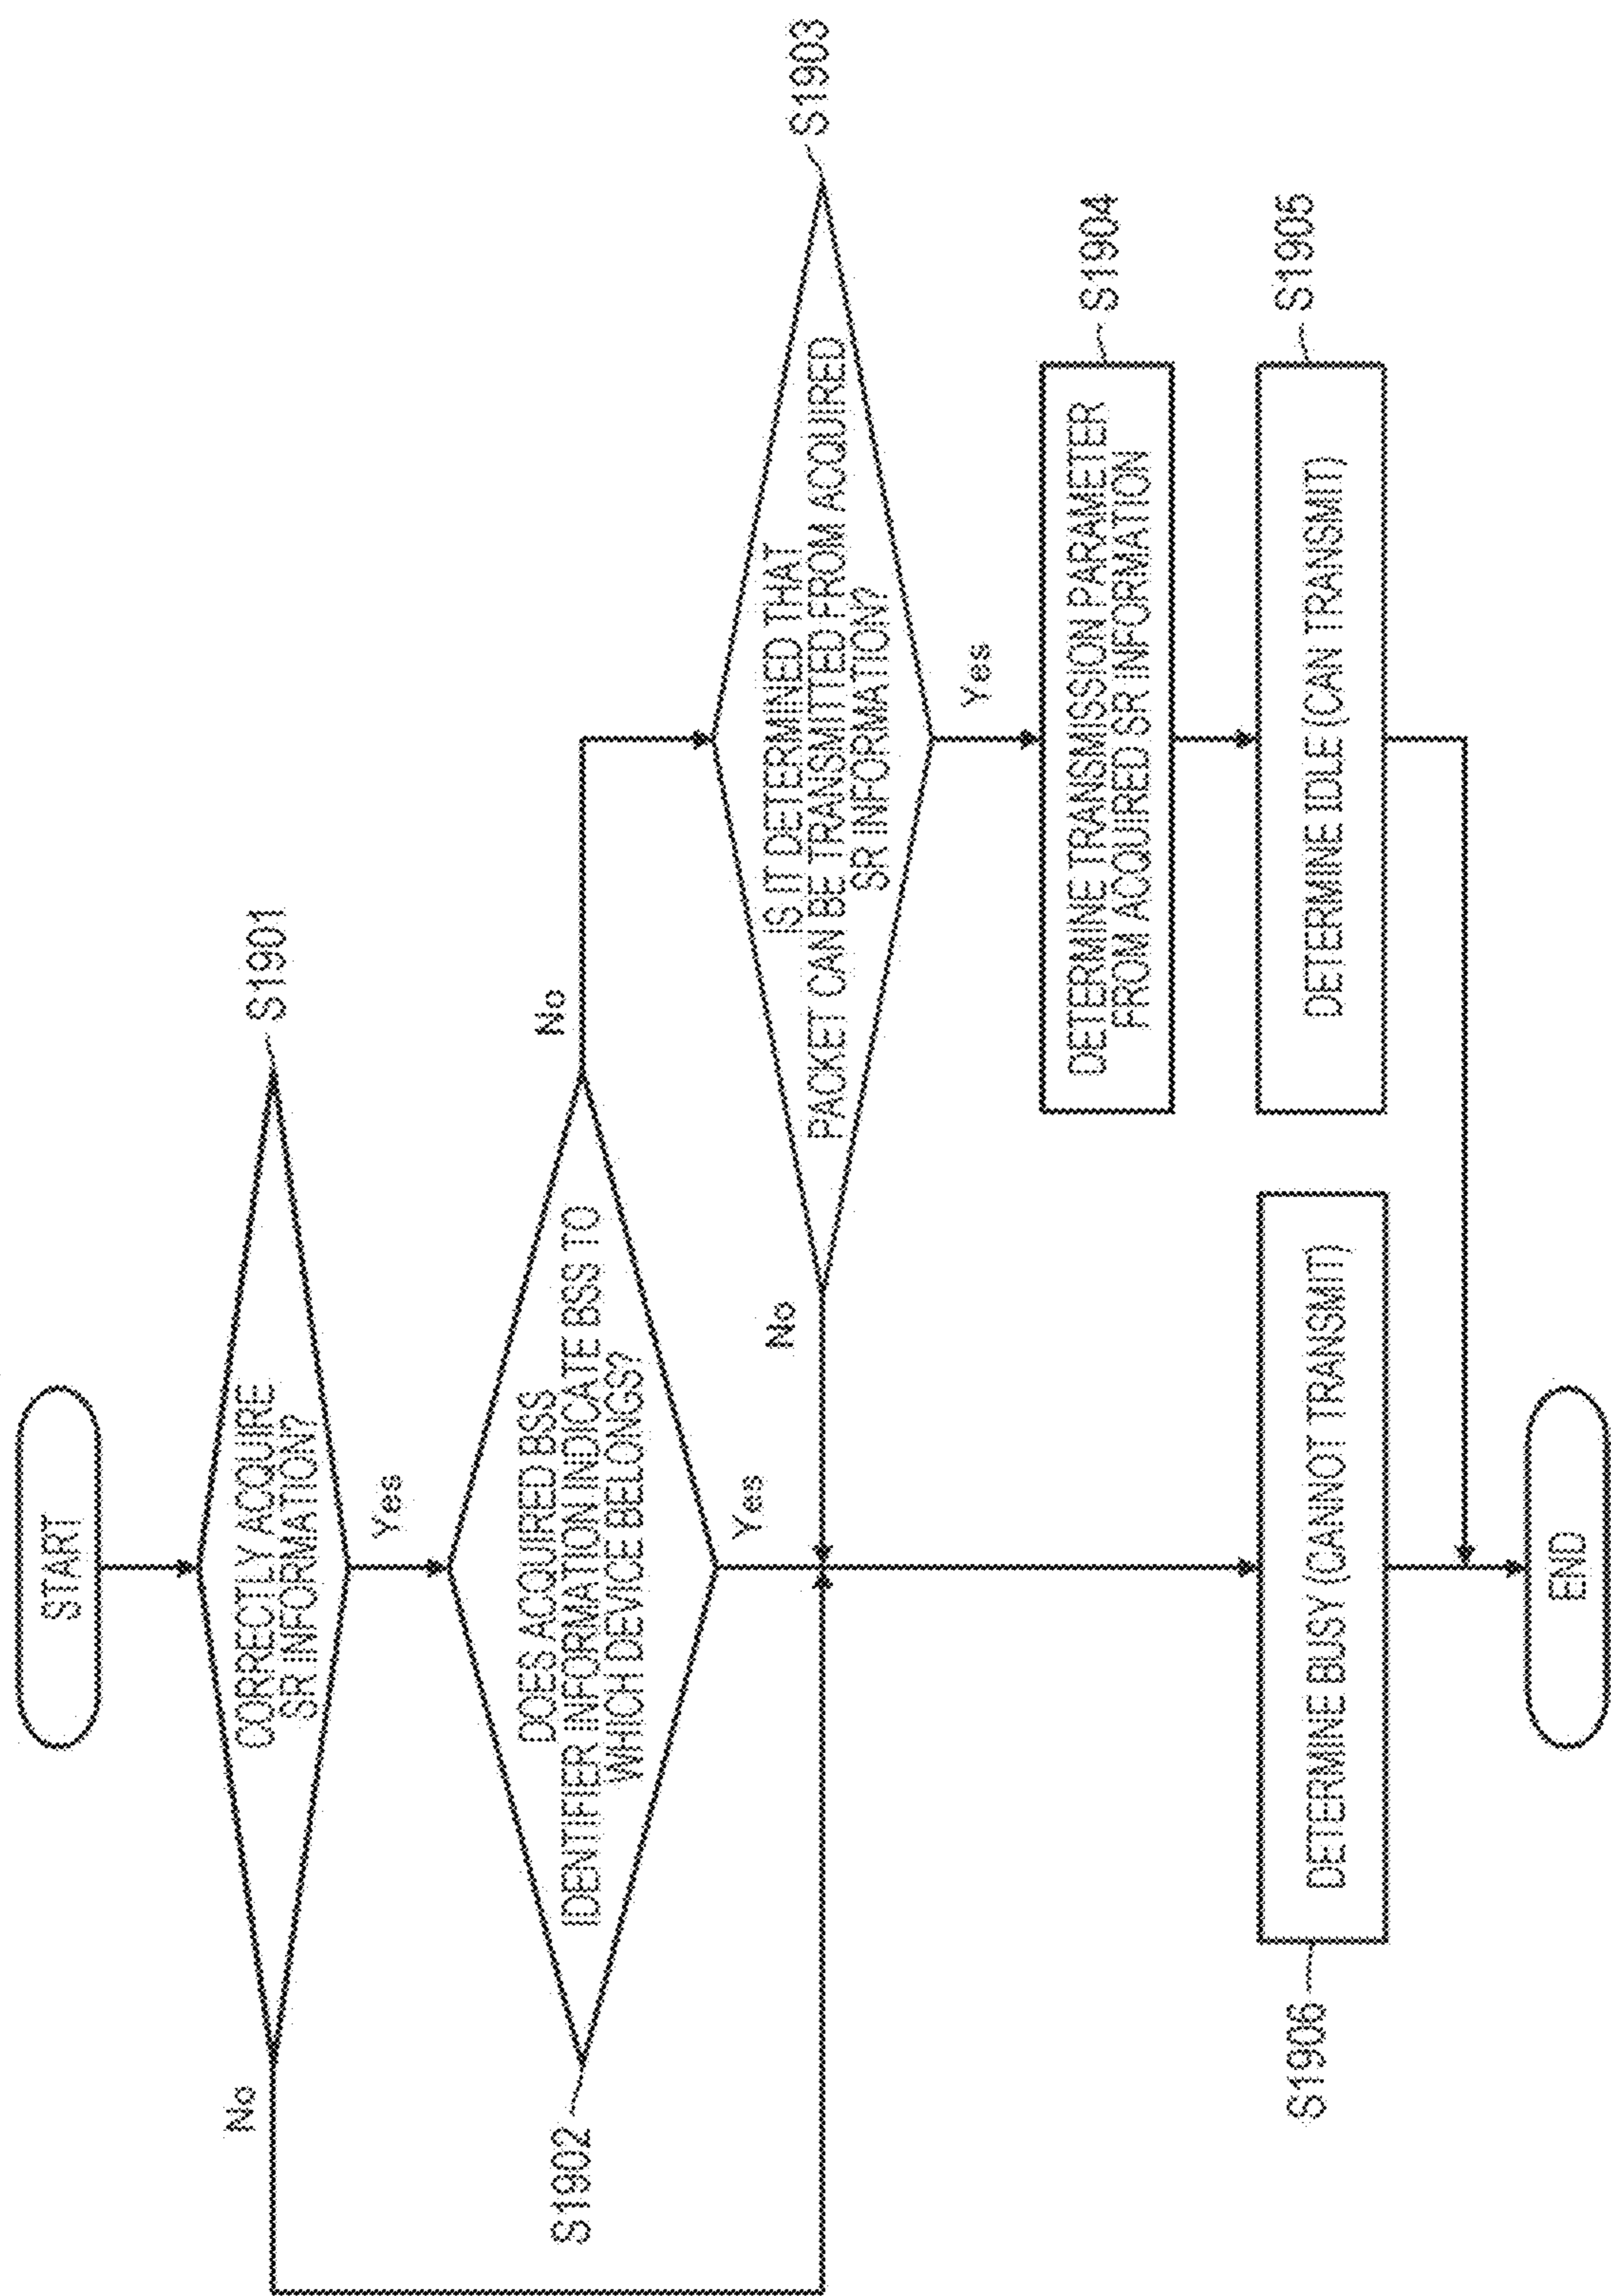 START
CORRECTLY ACQUIRE
SR INFORMATION?
S1901
No
Yes
DOES ACQUIRED BSS
IDENTIFIER INFORMATION INDICATE BSS TO
WHICH DEVICE BELONGS?
S1902
No
Yes
IS IT DETERMINED THAT
PACKET CAN BE TRANSMITTED FROM ACQUIRED
SR INFORMATION?
S1903
No
Yes
DETERMINE TRANSMISSION PARAMETER
FROM ACQUIRED SR INFORMATION
S1904
DETERMINE IDLE (CAN TRANSMIT)
S1905
S1906
DETERMINE BUSY (CANNOT TRANSMIT)
END